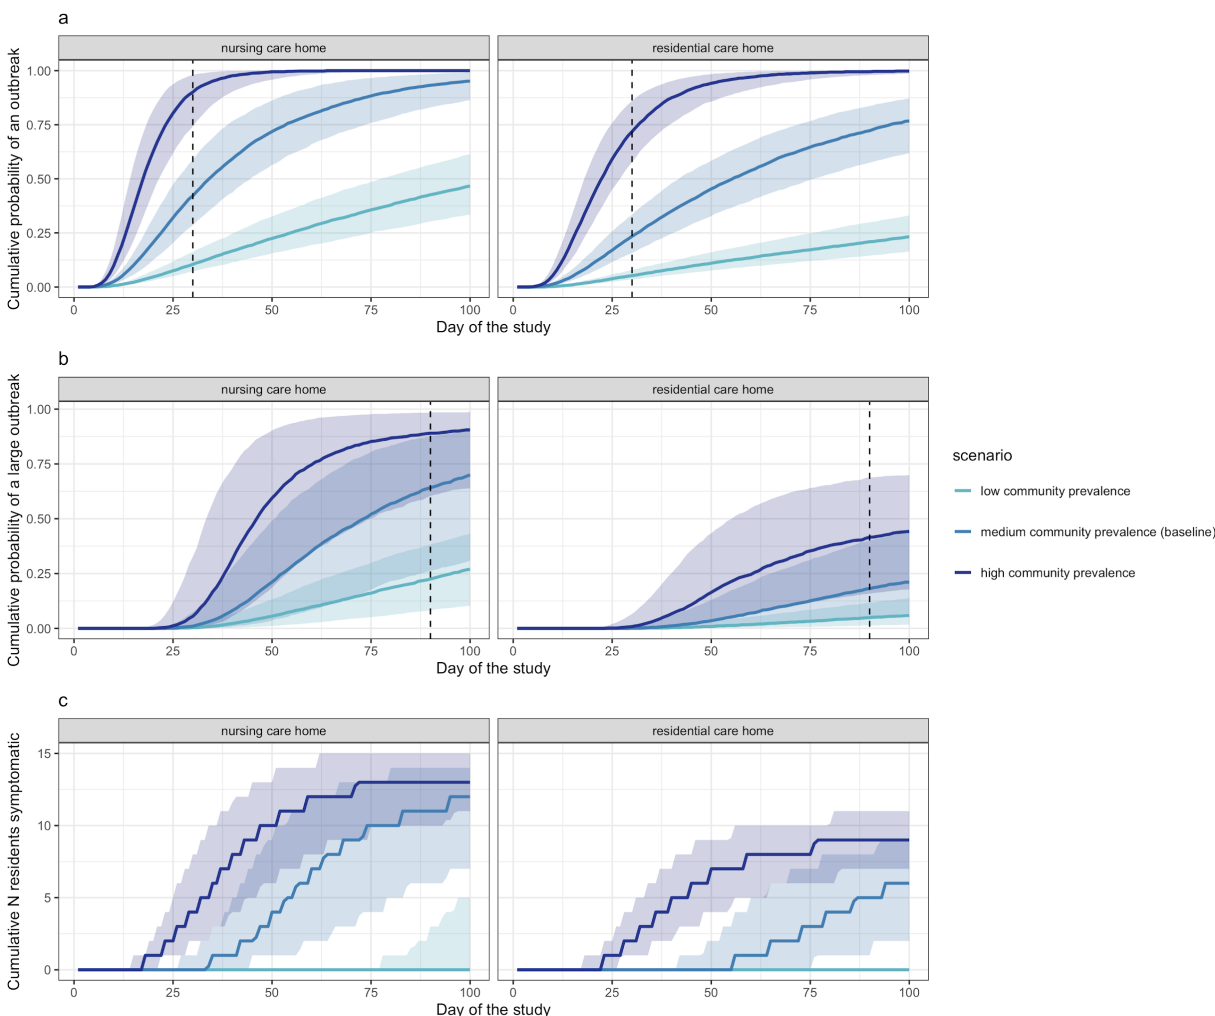 a
nursing care home
residential care home
Cumulative probability of an outbreak
1.00
0.75
0.50
0.25
0.00
0 25 50 75 100
0 25 50 75 100
Day of the study
b
nursing care home
residential care home
Cumulative probability of a large outbreak
1.00
0.75
0.50
0.25
0.00
0 25 50 75 100
0 25 50 75 100
Day of the study
scenario
low community prevalence
medium community prevalence (baseline)
high community prevalence
c
nursing care home
residential care home
Cumulative N residents symptomatic
15
10
5
0
0 25 50 75 100
0 25 50 75 100
Day of the study